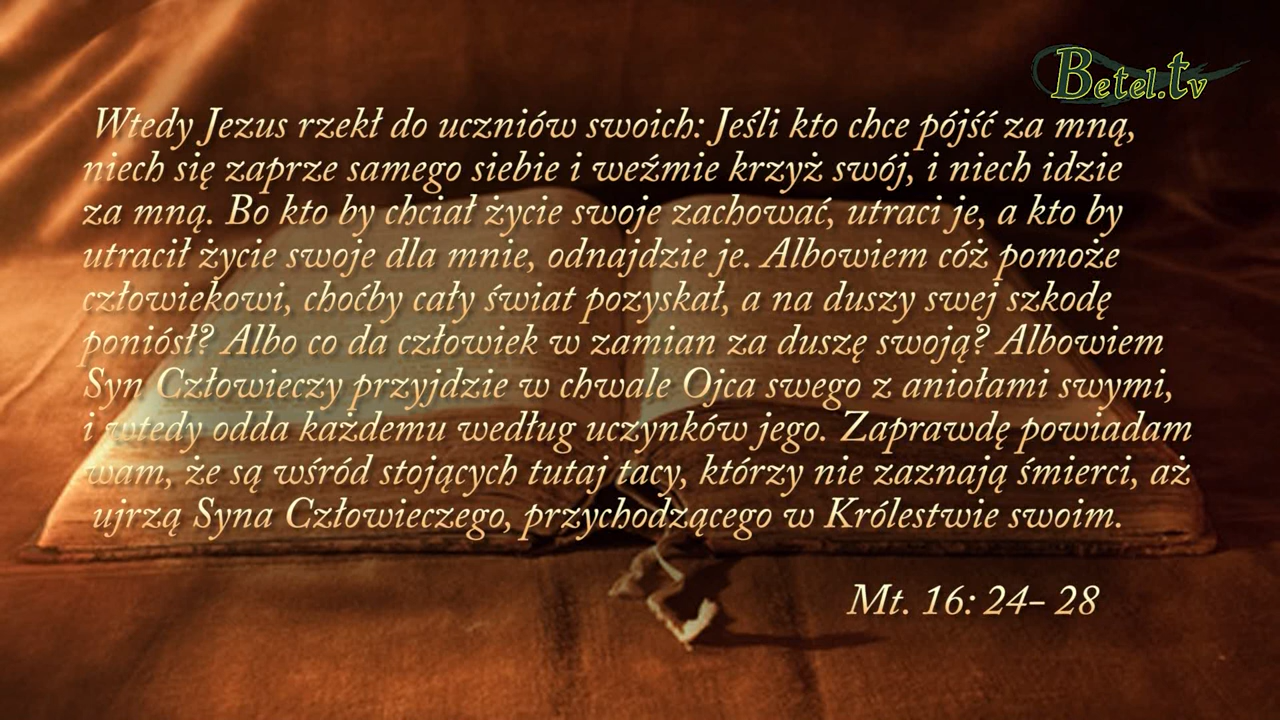 Betel.tv
Wtedy Jezus rzekł do uczniów swoich: Jeśli kto chce pójść za mną,
niech się zaprze samego siebie i weźmie krzyż swój, i niech idzie
za mną. Bo kto by chciał życie swoje zachować, utraci je, a kto by
utracił życie swoje dla mnie, odnajdzie je. Albowiem cóż pomoże
człowiekowi, choćby cały świat pozyskał, a na duszy swej szkodę
poniósł? Albo co da człowiek w zamian za duszę swoją? Albowiem
Syn Człowieczy przyjdzie w chwale Ojca swego z aniołami swymi,
i wtedy odda każdemu według uczynków jego. Zaprawdę powiadam
wam, że są wśród stojących tutaj tacy, którzy nie zaznają śmierci, aż
ujrzą Syna Człowieczego, przychodzącego w Królestwie swoim.
Mt. 16: 24- 28